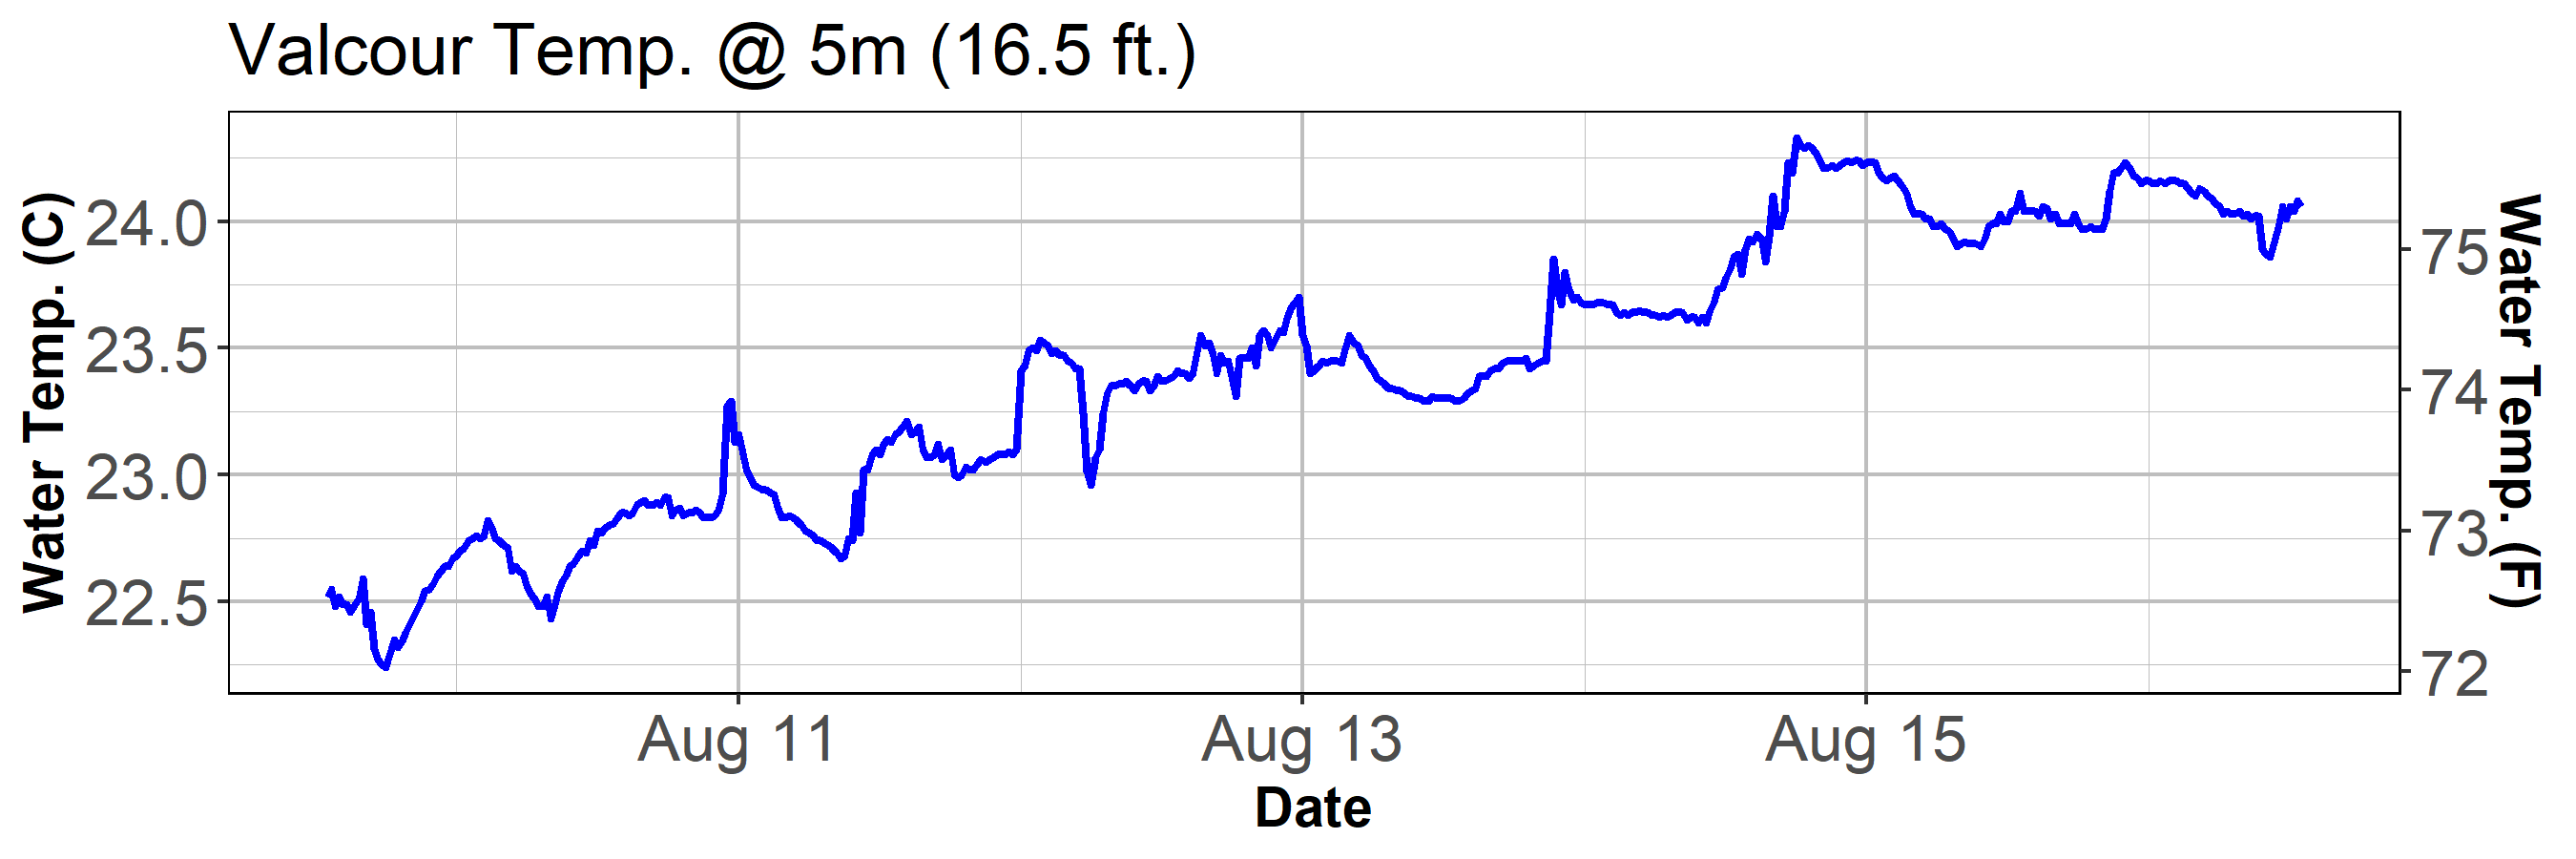 Valcour Temp. @ 5m (16.5 ft.)
Water Temp. (C)
24.0
23.5
23.0
22.5
75
74
73
72
Water Temp. (F)
Aug 11
Aug 13
Aug 15
Date